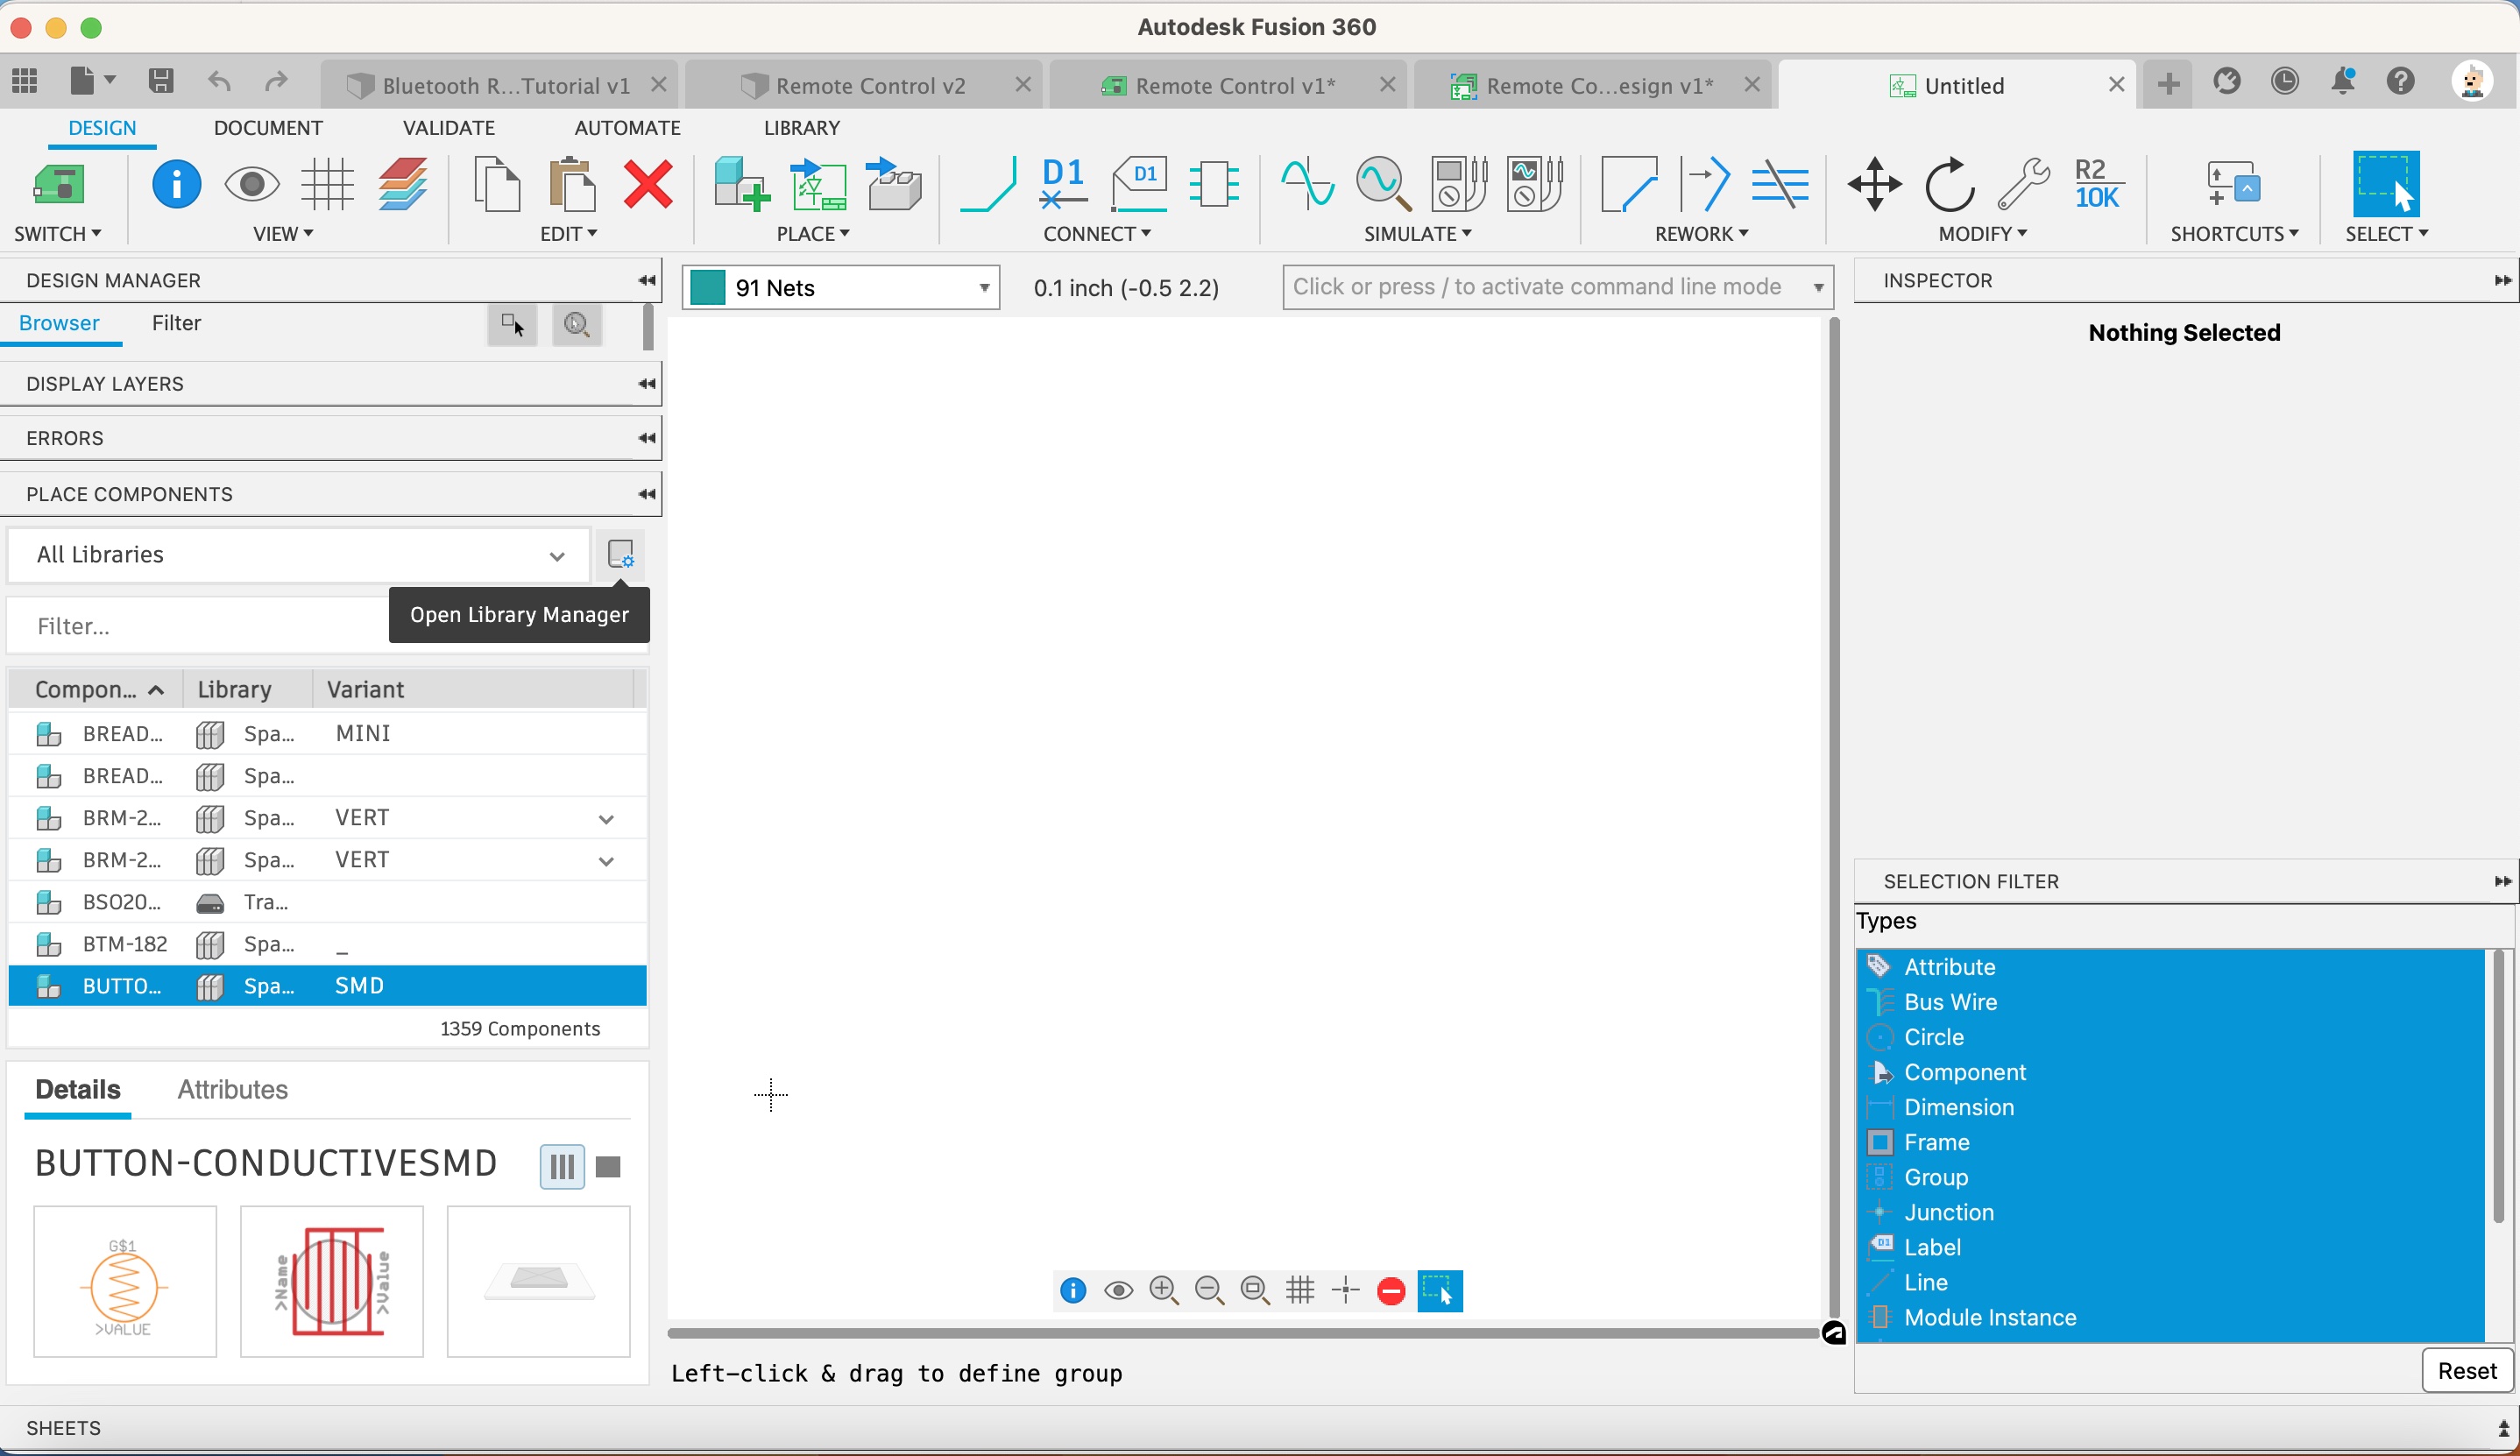 Autodesk Fusion 360
Bluetooth R...Tutorial v1
Remote Control v2
Remote Control v1*
Remote Co...esign v1*
Untitled
DESIGN
DOCUMENT
VALIDATE
AUTOMATE
LIBRARY
D1
D1
R2
10K
SWITCH
VIEW
EDIT
PLACE
CONNECT
SIMULATE
REWORK
MODIFY
SHORTCUTS
SELECT
DESIGN MANAGER
Browser
Filter
DISPLAY LAYERS
ERRORS
PLACE COMPONENTS
All Libraries
Open Library Manager
Filter...
Compon... Library Variant
BREAD... Spa... MINI
BREAD... Spa...
BRM-2... Spa... VERT
BRM-2... Spa... VERT
BSO20... Tra...
BTM-182 Spa... _
BUTTO... Spa... SMD
1359 Components
Details
Attributes
BUTTON-CONDUCTIVESMD
G$1
>VALUE
>Name
>Value
91 Nets
0.1 inch (-0.5 2.2)
Click or press / to activate command line mode
Left-click & drag to define group
INSPECTOR
Nothing Selected
SELECTION FILTER
Types
Attribute
Bus Wire
Circle
Component
Dimension
Frame
Group
Junction
D1
Label
Line
Module Instance
Reset
SHEETS